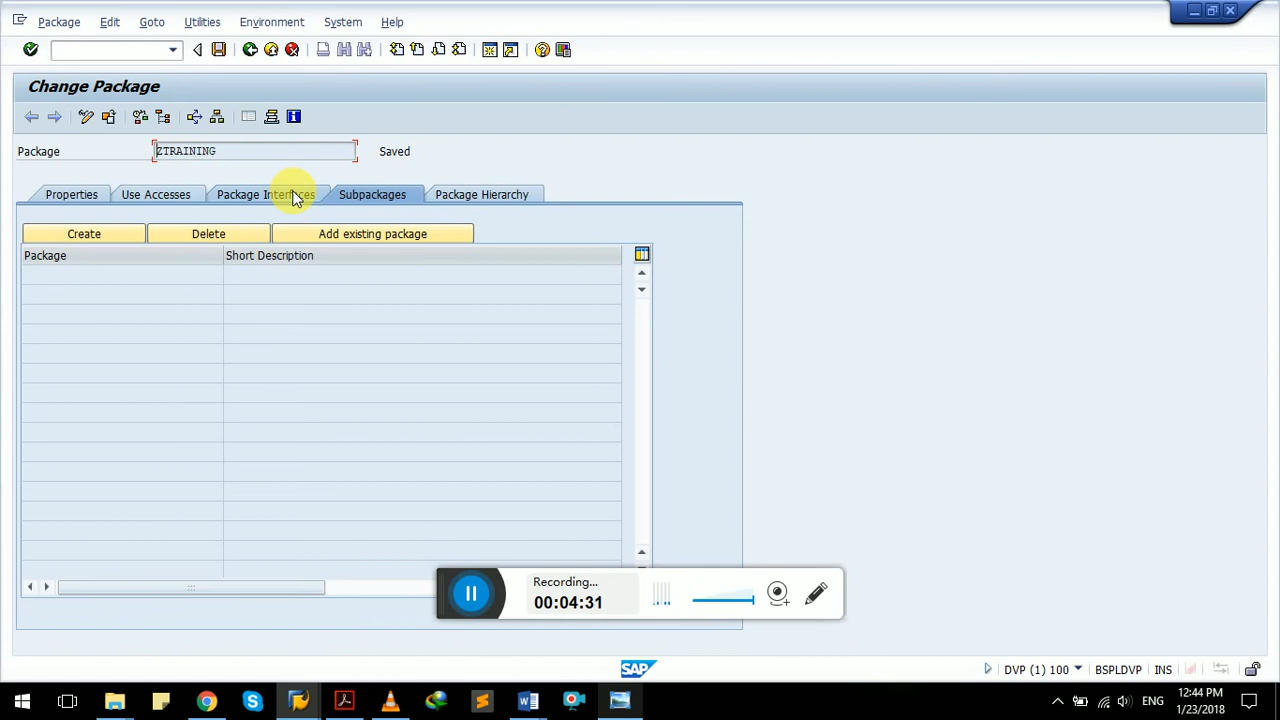 Package Edit Goto Utilities Environment System Help
Change Package
Package ZTRAINING Saved
Properties Use Accesses Package Interfaces Subpackages Package Hierarchy
Create Delete Add existing package
Package Short Description
Recording...
00:04:31
SAP DVP (1) 100 BSPLDVP INS
ENG 12:44 PM
1/23/2018